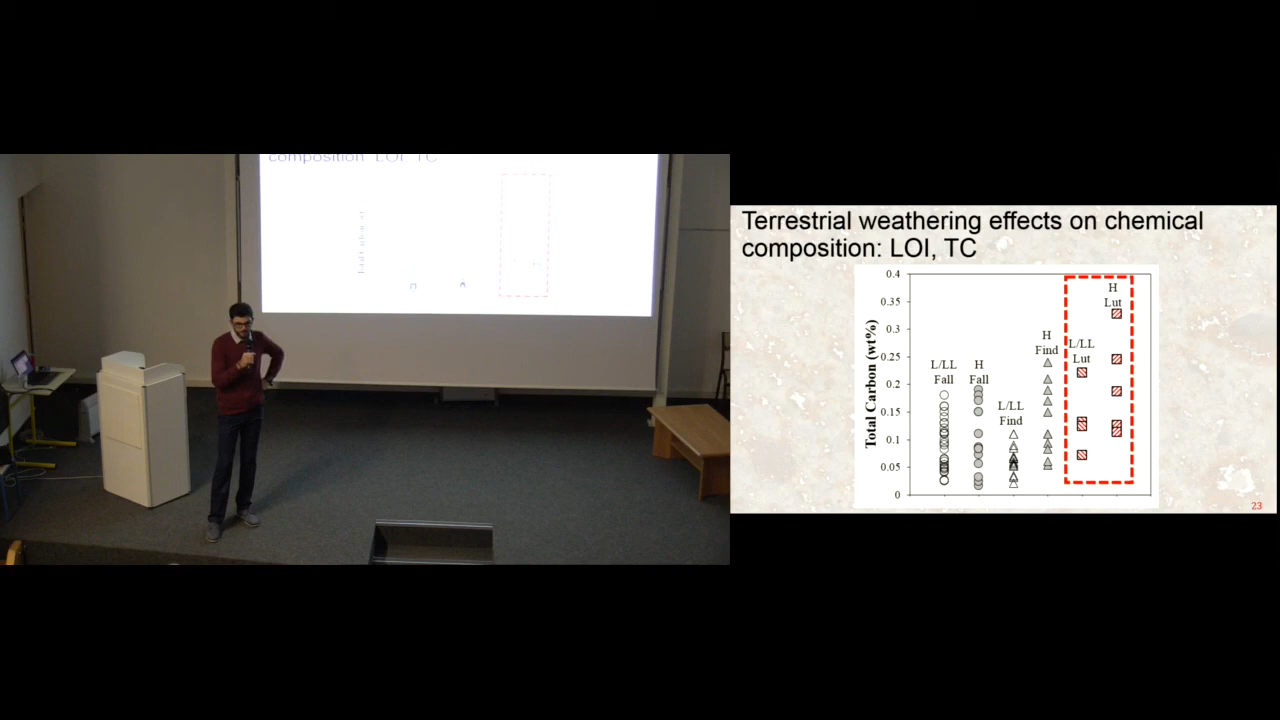 composition: LOI, TC
Terrestrial weathering effects on chemical
composition: LOI, TC
Total Carbon (wt%)
0.4
0.35
0.3
0.25
0.2
0.15
0.1
0.05
0
L/LL
Fall
H
Fall
L/LL
Find
H
Find
L/LL
Lut
H
Lut
23